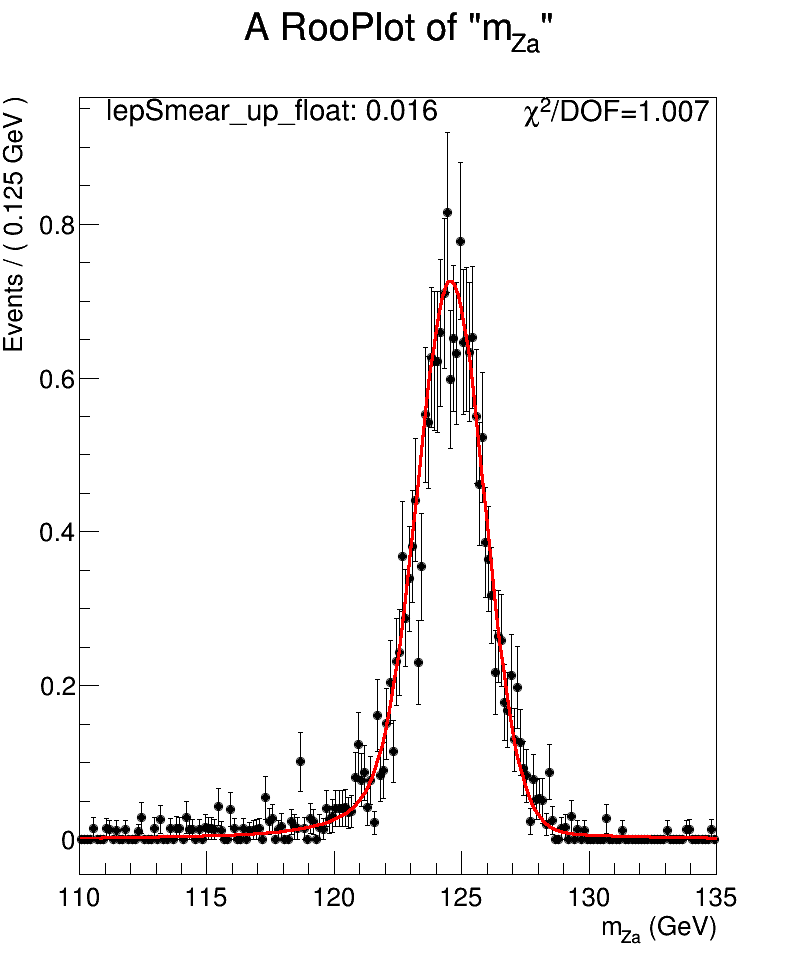 A RooPlot of "m_Za"
lepSmear_up_float: 0.016
χ²/DOF=1.007
Events / ( 0.125 GeV )
0.8
0.6
0.4
0.2
0
110 115 120 125 130 135
m_Za (GeV)